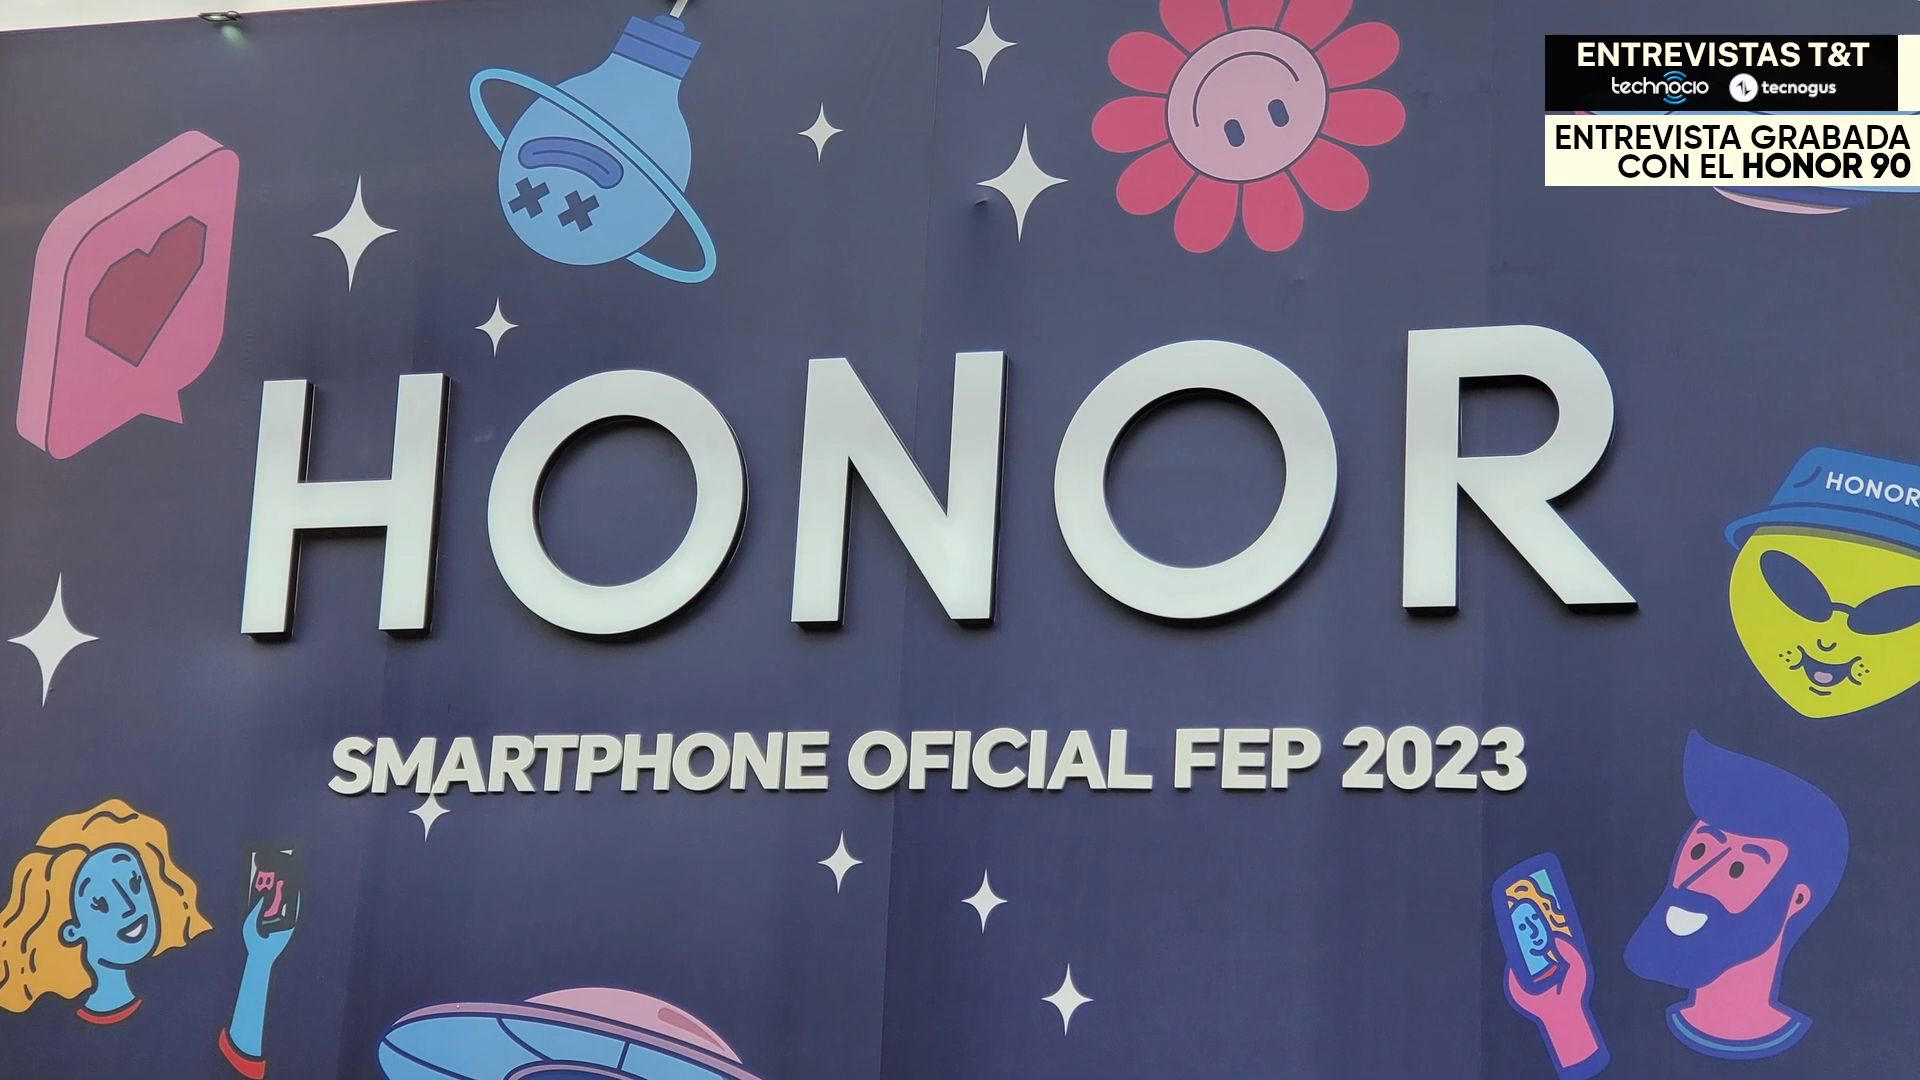 ENTREVISTAS T&T
technocio tecnogus
ENTREVISTA GRABADA
CON EL HONOR 90
HONOR
HONOR
SMARTPHONE OFICIAL FEP 2023